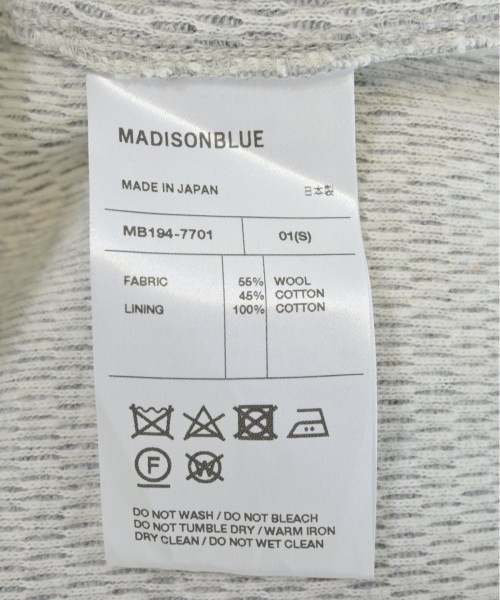 MADISONBLUE
MADE IN JAPAN 日本製
MB194-7701 01(S)
FABRIC 55% WOOL
45% COTTON
LINING 100% COTTON
F W
DO NOT WASH / DO NOT BLEACH
DO NOT TUMBLE DRY / WARM IRON
DRY CLEAN / DO NOT WET CLEAN